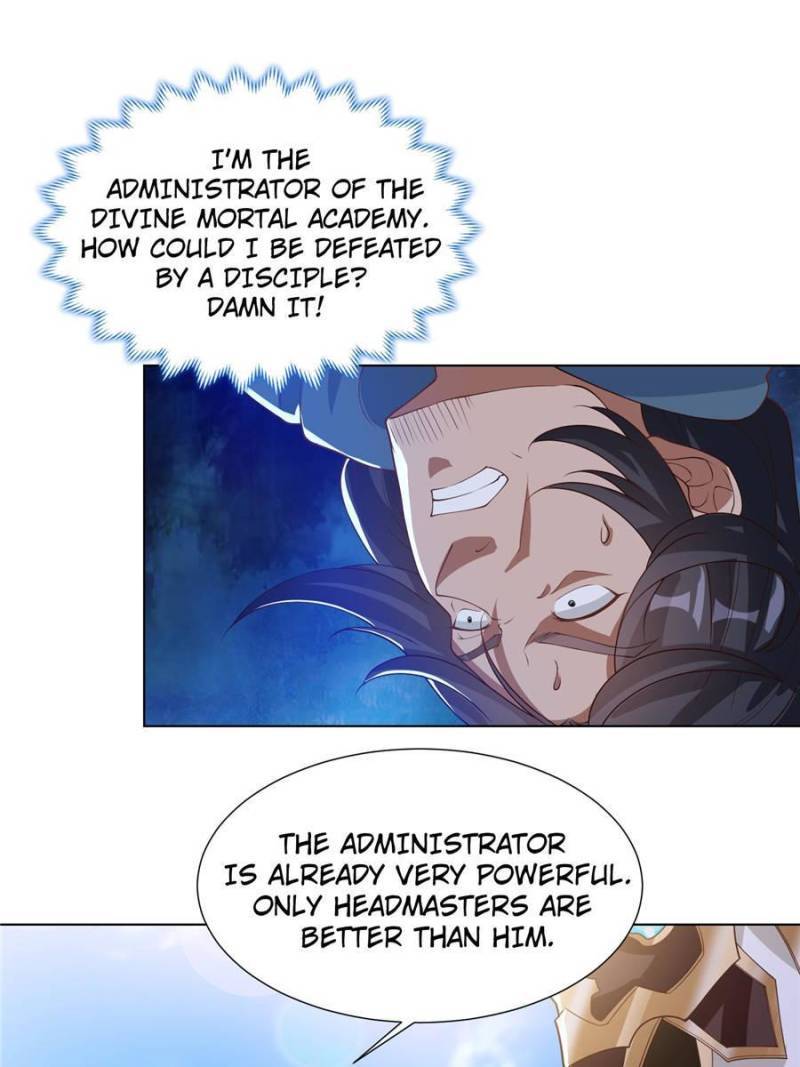 I'M THE
ADMINISTRATOR OF THE
DIVINE MORTAL ACADEMY.
HOW COULD I BE DEFEATED
BY A DISCIPLE?
DAMN IT!
THE ADMINISTRATOR
IS ALREADY VERY POWERFUL.
ONLY HEADMASTERS ARE
BETTER THAN HIM.